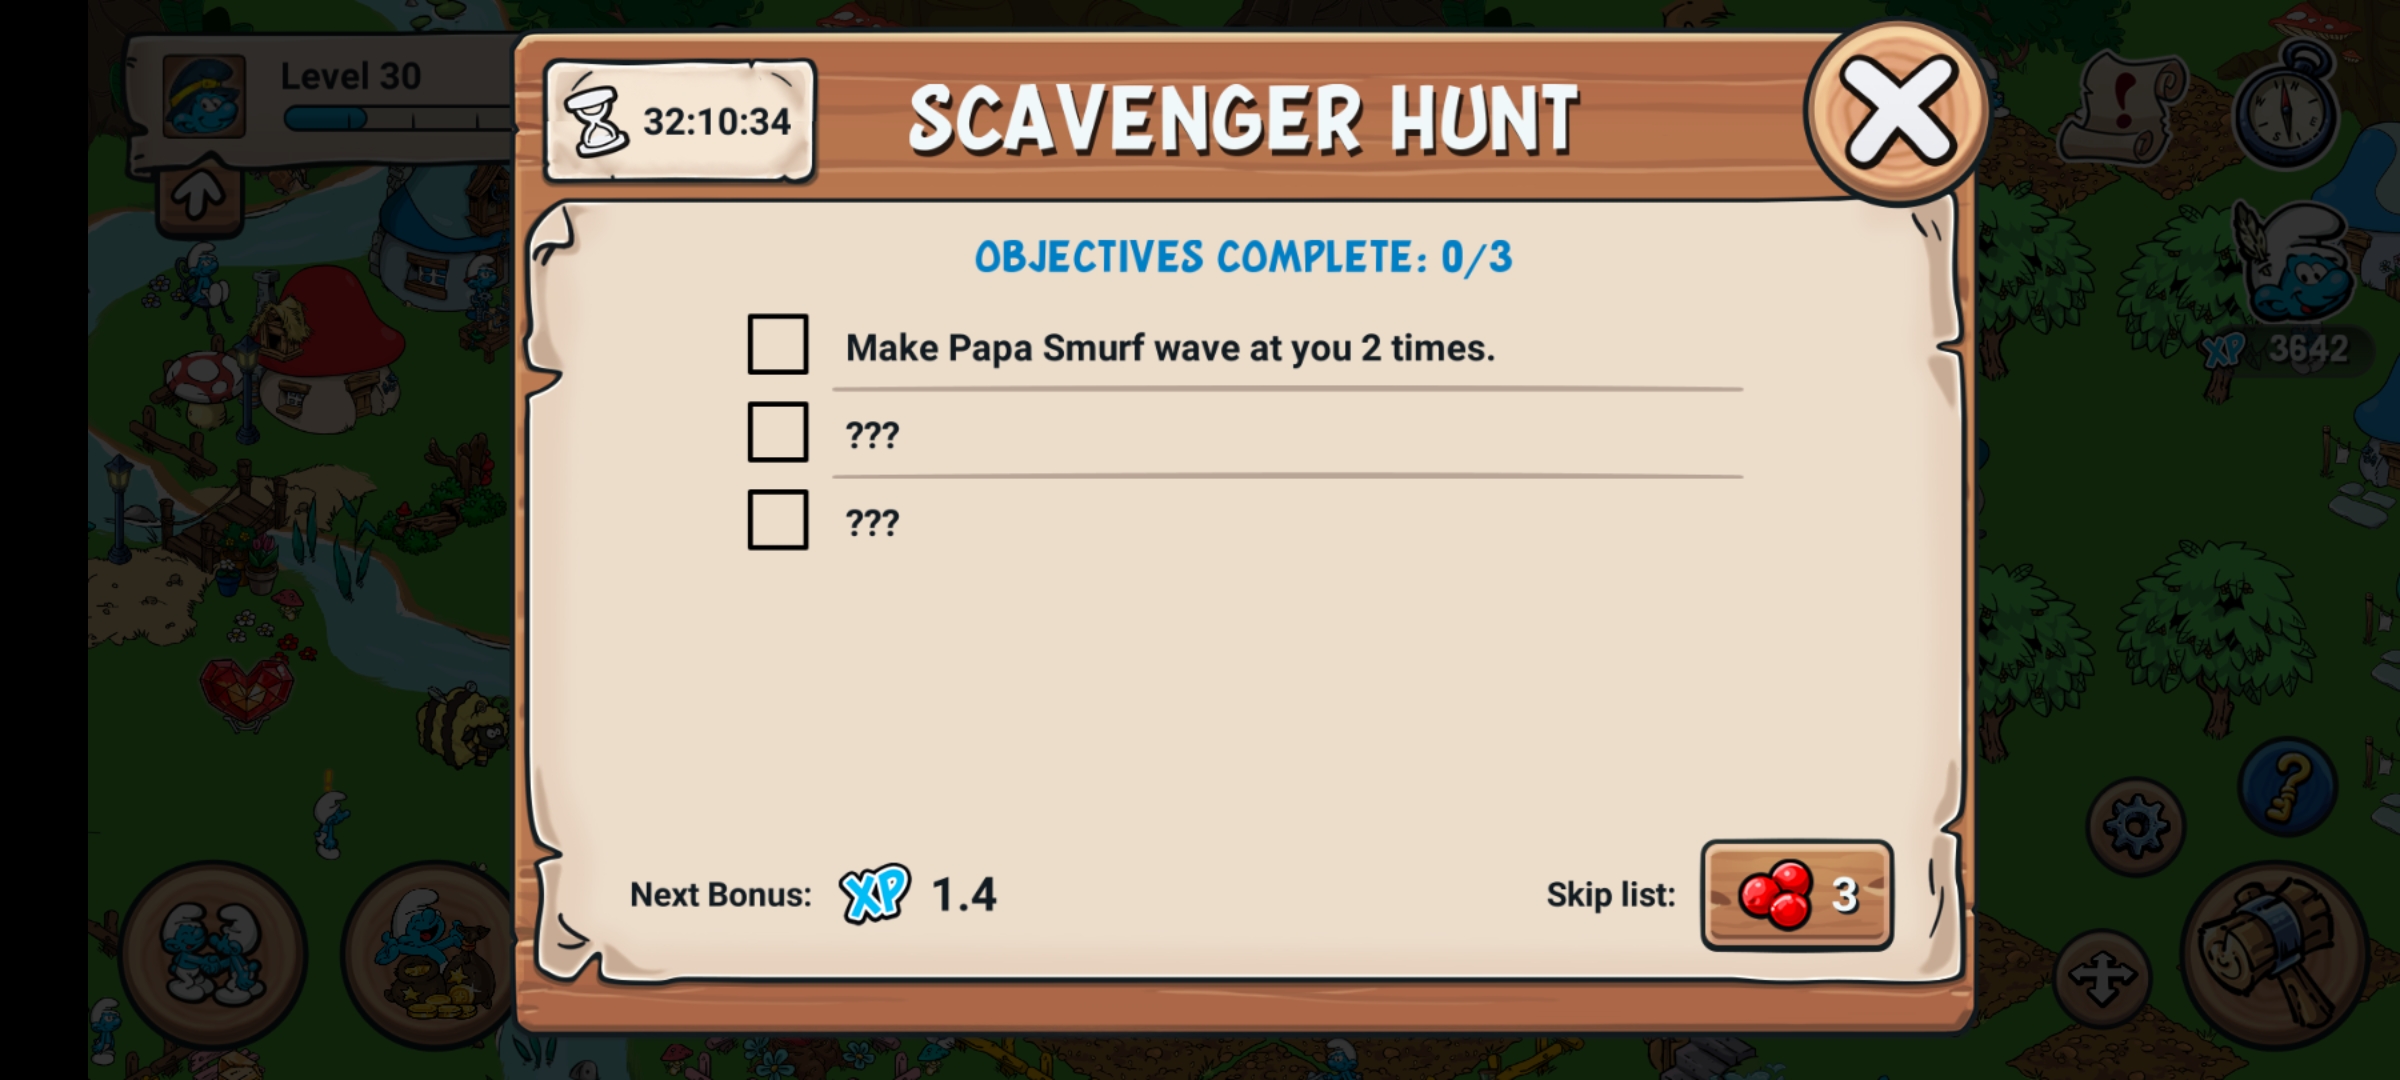 Level 30
32:10:34
SCAVENGER HUNT
OBJECTIVES COMPLETE: 0/3
Make Papa Smurf wave at you 2 times.
???
???
XP 3642
Next Bonus: XP 1.4
Skip list: 3